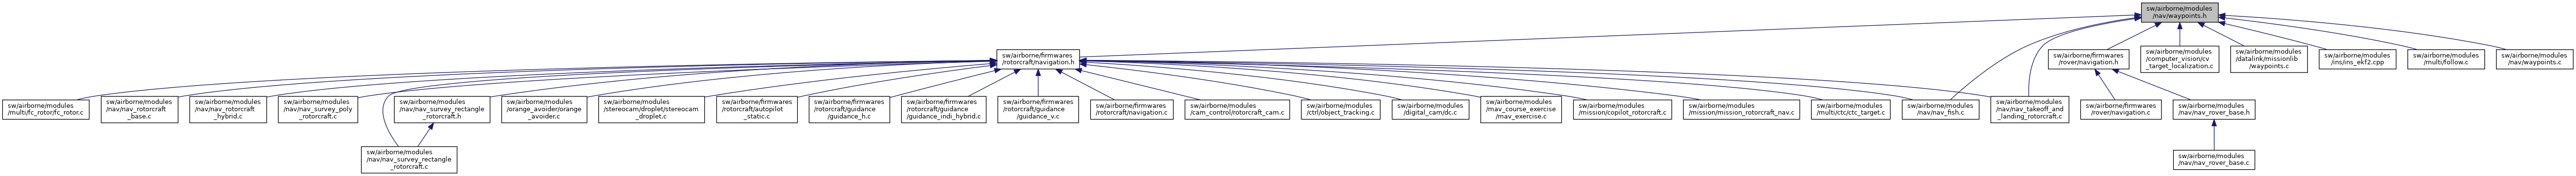 sw/airborne/modules
/nav/waypoints.h
sw/airborne/firmwares
/rotorcraft/navigation.h
sw/airborne/firmwares
/rover/navigation.h
sw/airborne/modules
/computer_vision/cv
_target_localization.c
sw/airborne/modules
/datalink/missionlib
/waypoints.c
sw/airborne/modules
/ins/ins_ekf2.cpp
sw/airborne/modules
/multi/follow.c
sw/airborne/modules
/nav/waypoints.c
sw/airborne/modules
/multi/fc_rotor/fc_rotor.c
sw/airborne/modules
/nav/nav_rotorcraft
_base.c
sw/airborne/modules
/nav/nav_rotorcraft
_hybrid.c
sw/airborne/modules
/nav/nav_survey_poly
_rotorcraft.c
sw/airborne/modules
/nav/nav_survey_rectangle
_rotorcraft.h
sw/airborne/modules
/orange_avoider/orange
_avoider.c
sw/airborne/modules
/stereocam/droplet/stereocam
_droplet.c
sw/airborne/firmwares
/rotorcraft/autopilot
_static.c
sw/airborne/firmwares
/rotorcraft/guidance
/guidance_h.c
sw/airborne/firmwares
/rotorcraft/guidance
/guidance_indi_hybrid.c
sw/airborne/firmwares
/rotorcraft/guidance
/guidance_v.c
sw/airborne/firmwares
/rotorcraft/navigation.c
sw/airborne/modules
/cam_control/rotorcraft_cam.c
sw/airborne/modules
/ctrl/object_tracking.c
sw/airborne/modules
/digital_cam/dc.c
sw/airborne/modules
/mav_course_exercise
/mav_exercise.c
sw/airborne/modules
/mission/copilot_rotorcraft.c
sw/airborne/modules
/mission/mission_rotorcraft_nav.c
sw/airborne/modules
/multi/ctc/ctc_target.c
sw/airborne/modules
/nav/nav_fish.c
sw/airborne/modules
/nav/nav_takeoff_and
_landing_rotorcraft.c
sw/airborne/firmwares
/rover/navigation.c
sw/airborne/modules
/nav/nav_rover_base.h
sw/airborne/modules
/nav/nav_survey_rectangle
_rotorcraft.c
sw/airborne/modules
/nav/nav_rover_base.c